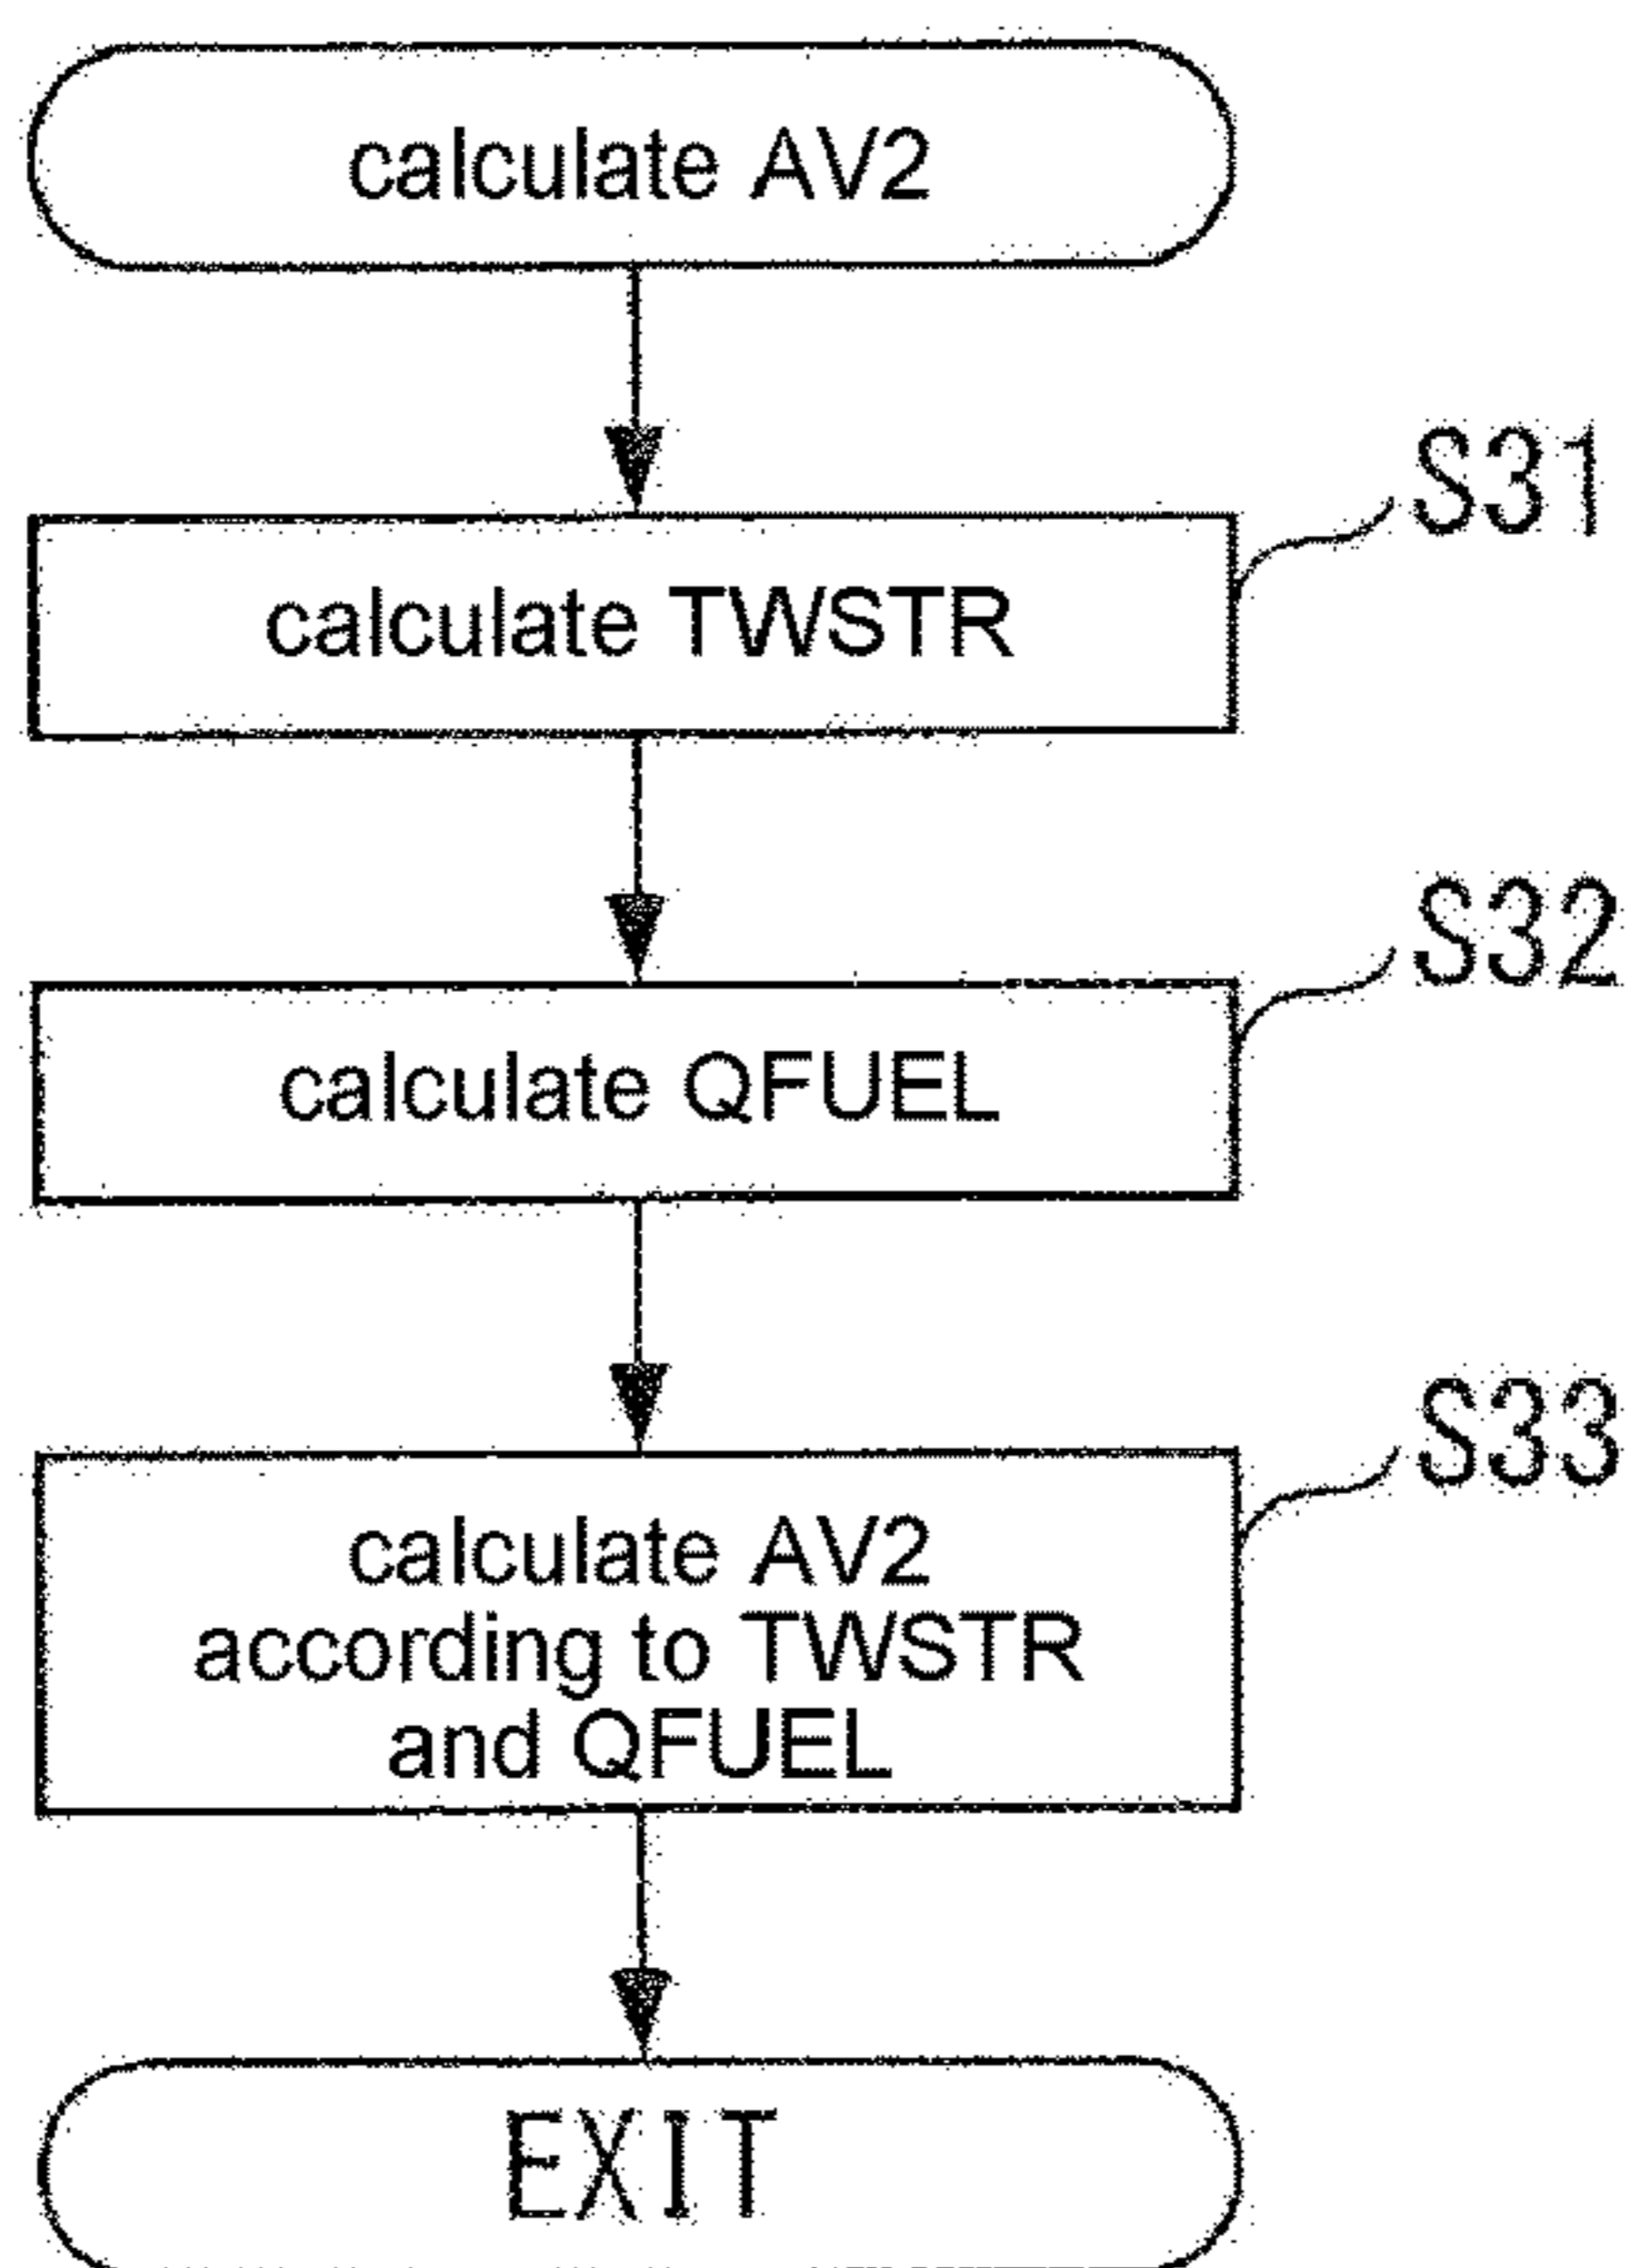 calculate AV2
S31
calculate TWSTR
S32
calculate QFUEL
S33
calculate AV2
according to TWSTR
and QFUEL
EXIT